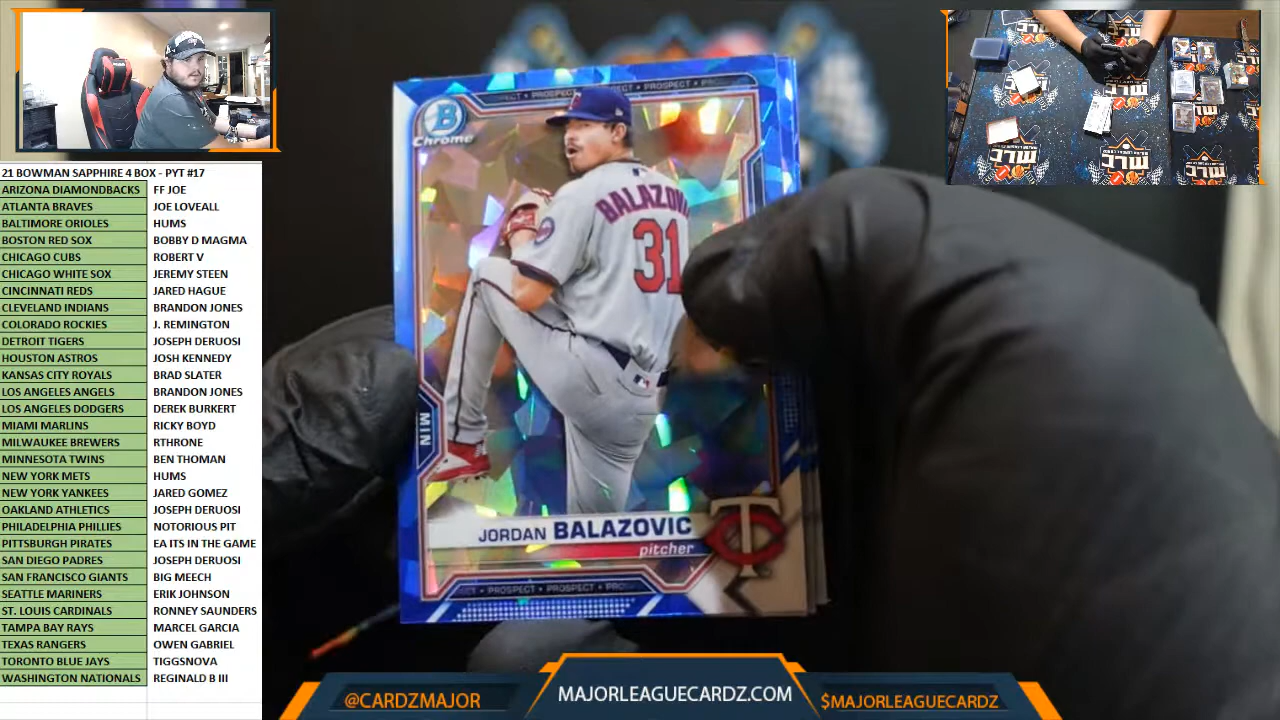 21 BOWMAN SAPPHIRE 4 BOX - PYT #17
ARIZONA DIAMONDBACKS FF JOE
ATLANTA BRAVES JOE LOVEALL
BALTIMORE ORIOLES HUMS
BOSTON RED SOX BOBBY D MAGMA
CHICAGO CUBS ROBERT V
CHICAGO WHITE SOX JEREMY STEEN
CINCINNATI REDS JARED HAGUE
CLEVELAND INDIANS BRANDON JONES
COLORADO ROCKIES J. REMINGTON
DETROIT TIGERS JOSEPH DERUOSI
HOUSTON ASTROS JOSH KENNEDY
KANSAS CITY ROYALS BRAD SLATER
LOS ANGELES ANGELS BRANDON JONES
LOS ANGELES DODGERS DEREK BURKERT
MIAMI MARLINS RICKY BOYD
MILWAUKEE BREWERS RTHRONE
MINNESOTA TWINS BEN THOMAN
NEW YORK METS HUMS
NEW YORK YANKEES JARED GOMEZ
OAKLAND ATHLETICS JOSEPH DERUOSI
PHILADELPHIA PHILLIES NOTORIOUS PIT
PITTSBURGH PIRATES EA ITS IN THE GAME
SAN DIEGO PADRES JOSEPH DERUOSI
SAN FRANCISCO GIANTS BIG MEECH
SEATTLE MARINERS ERIK JOHNSON
ST. LOUIS CARDINALS RONNEY SAUNDERS
TAMPA BAY RAYS MARCEL GARCIA
TEXAS RANGERS OWEN GABRIEL
TORONTO BLUE JAYS TIGGSNOVA
WASHINGTON NATIONALS REGINALD B III
PROSPECT
B
Chrome
BALAZOV
31
MIN
JORDAN BALAZOVIC
pitcher
TC
PROSPECT
@CARDZMAJOR
MAJORLEAGUECARDZ.COM
$MAJORLEAGUECARDZ